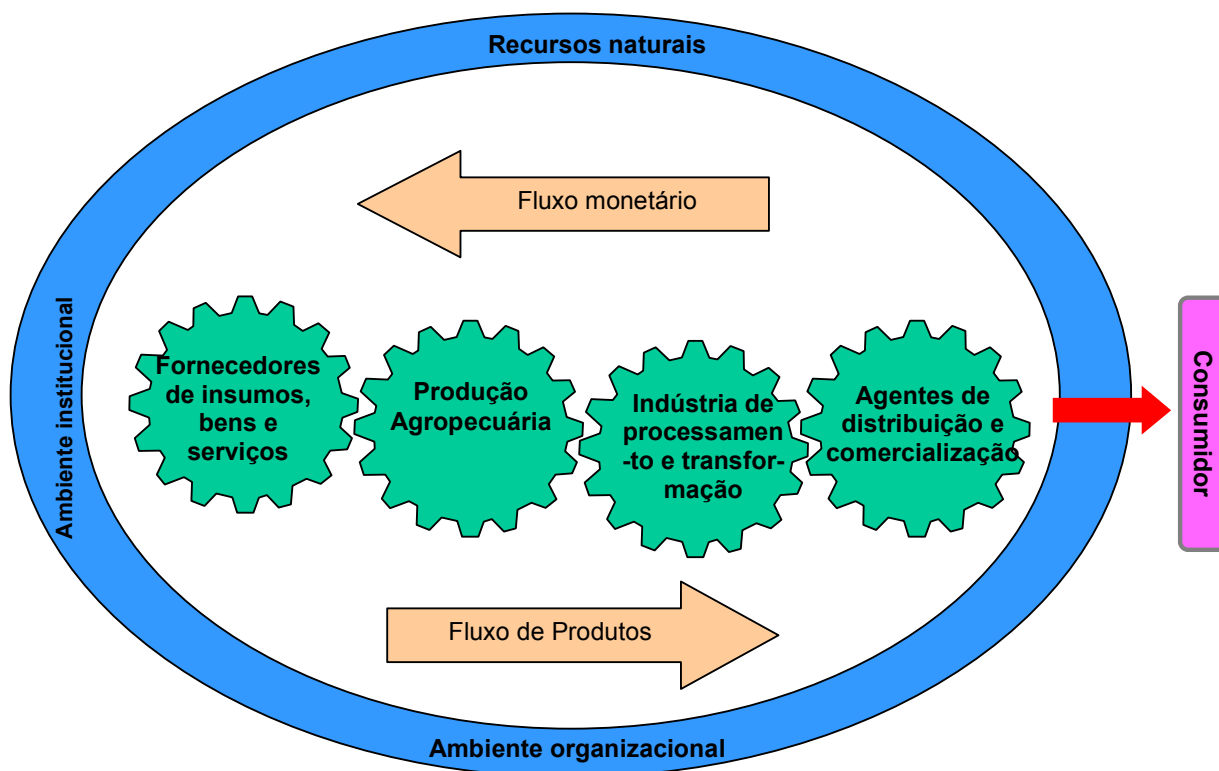 Recursos naturais
Fluxo monetário
Ambiente institucional
Fornecedores
de insumos,
bens e
serviços
Produção
Agropecuária
Indústria de
processamen
-to e transfor-
mação
Agentes de
distribuição e
comercialização
Consumidor
Fluxo de Produtos
Ambiente organizacional